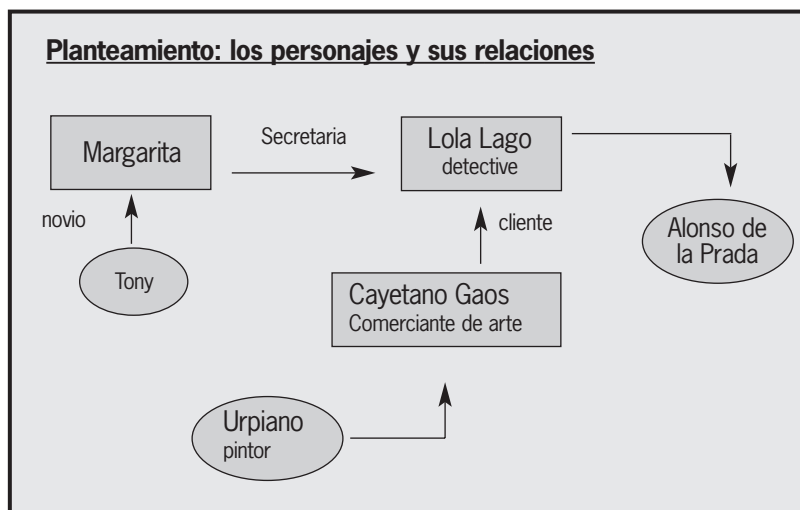 Planteamiento: los personajes y sus relaciones
Margarita
Secretaria
Lola Lago
detective
novio
Tony
cliente
Alonso de
la Prada
Cayetano Gaos
Comerciante de arte
Urpiano
pintor